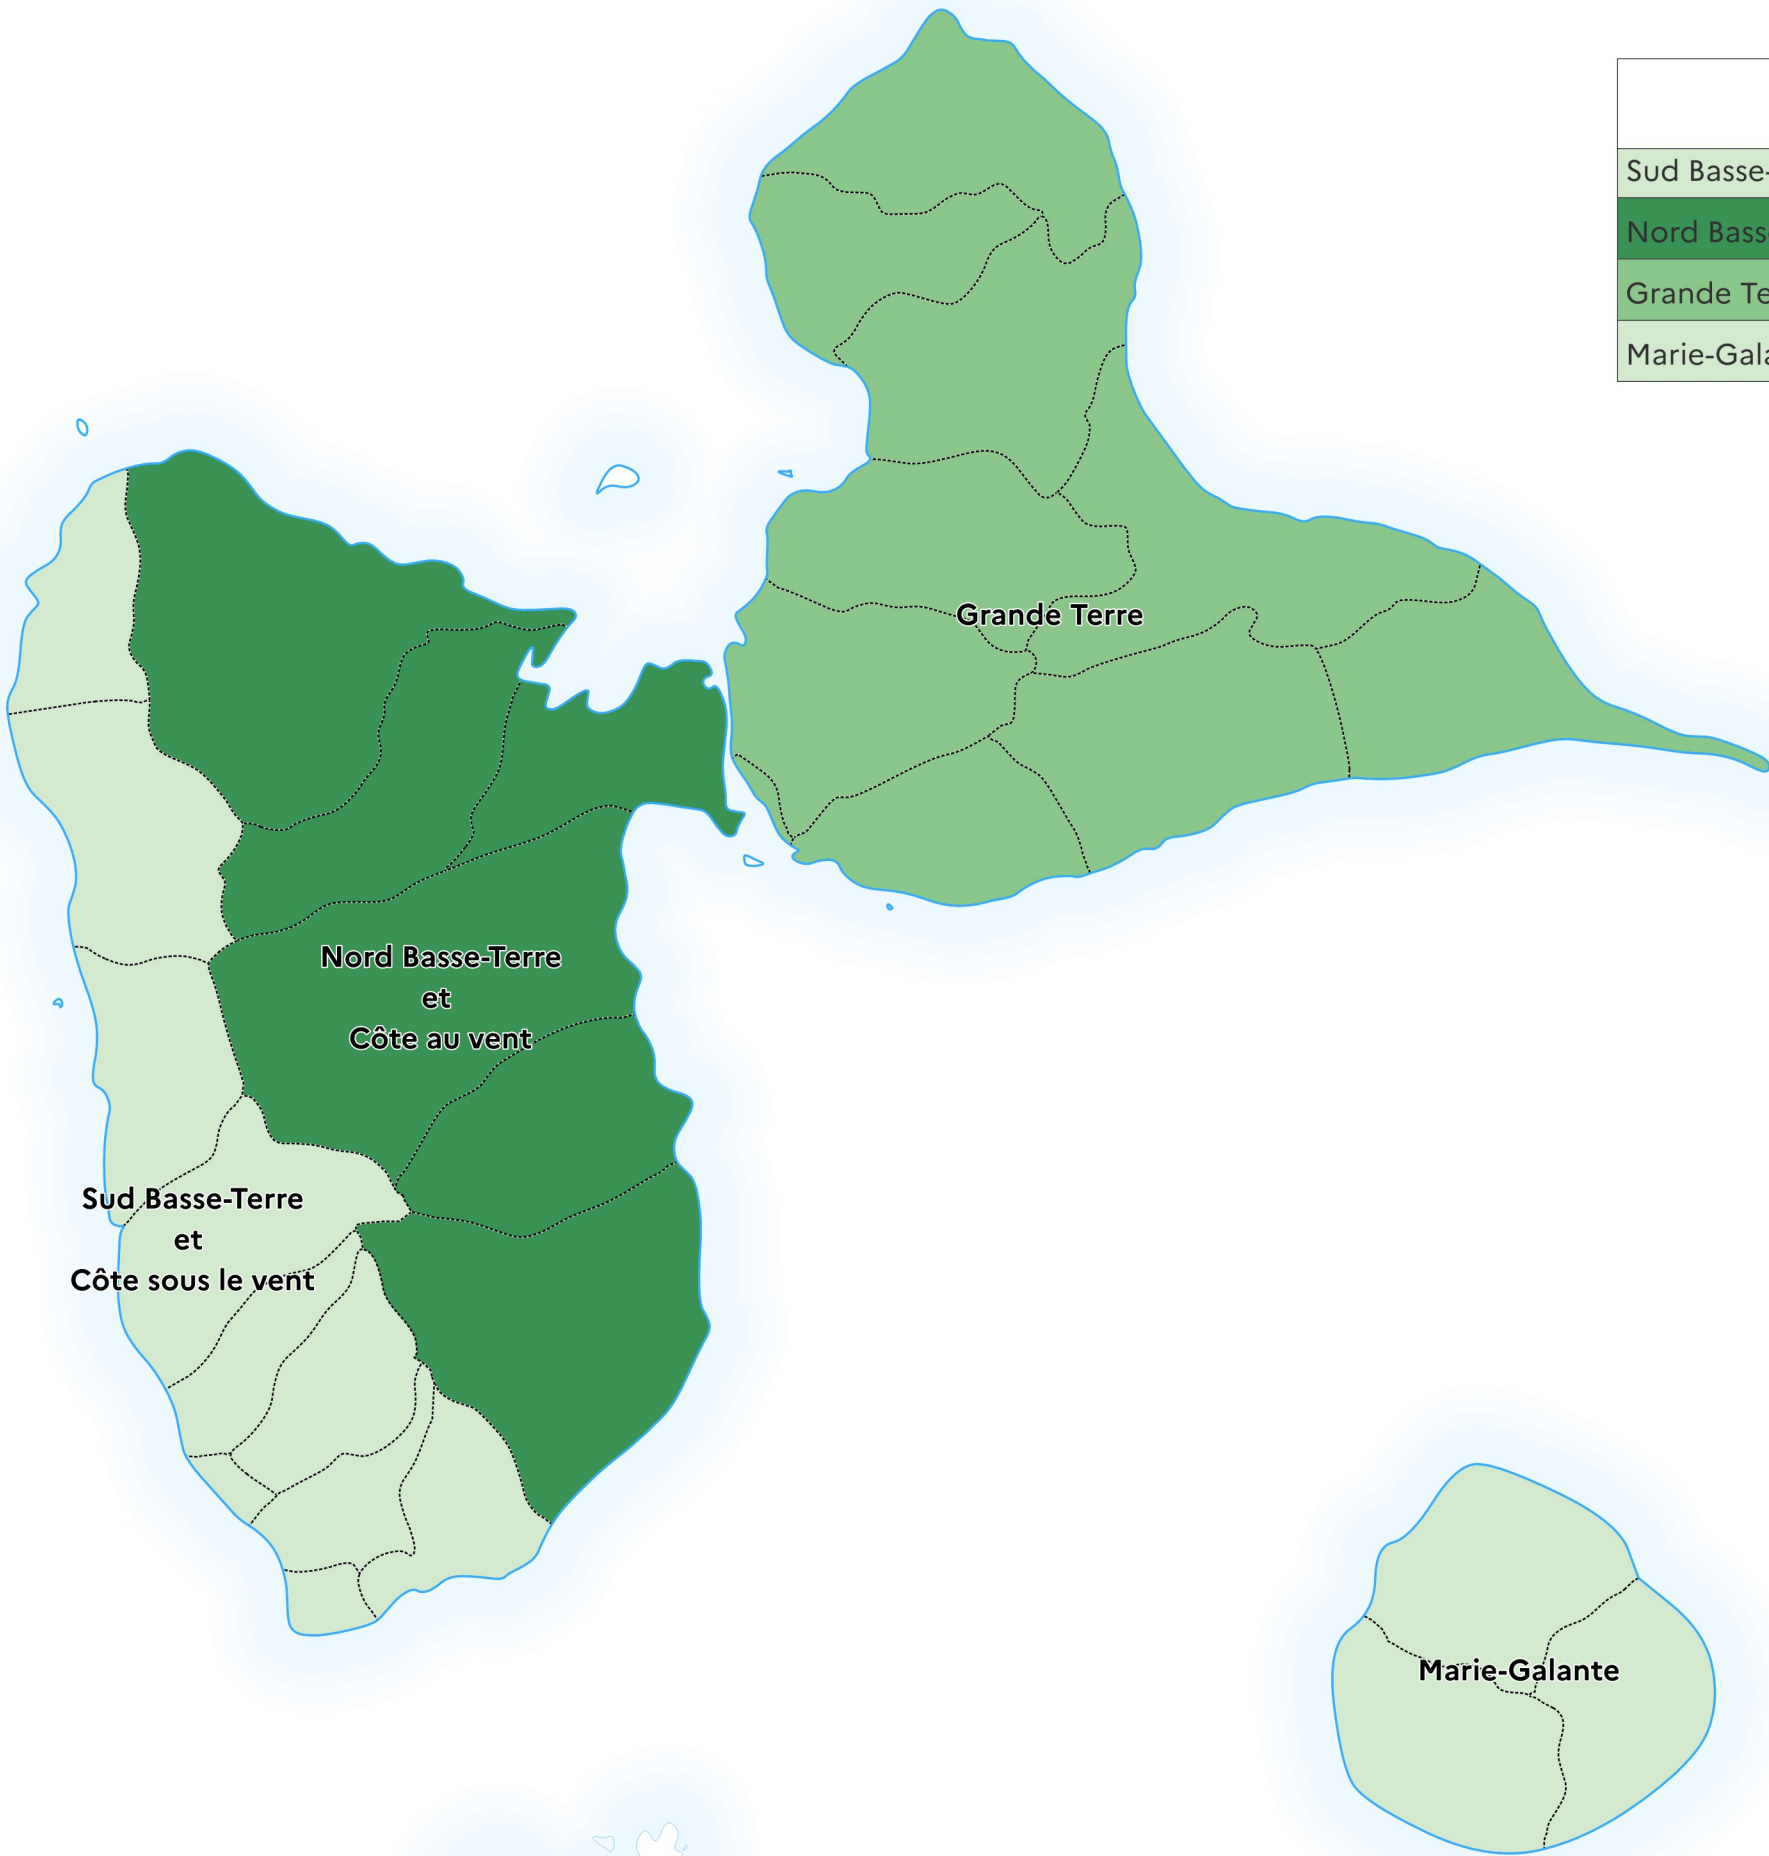 Sud Basse-
Nord Bass
Grande Te
Marie-Gala
Grande Terre
Nord Basse-Terre
et
Côte au vent
Sud Basse-Terre
et
Côte sous le vent
Marie-Galante